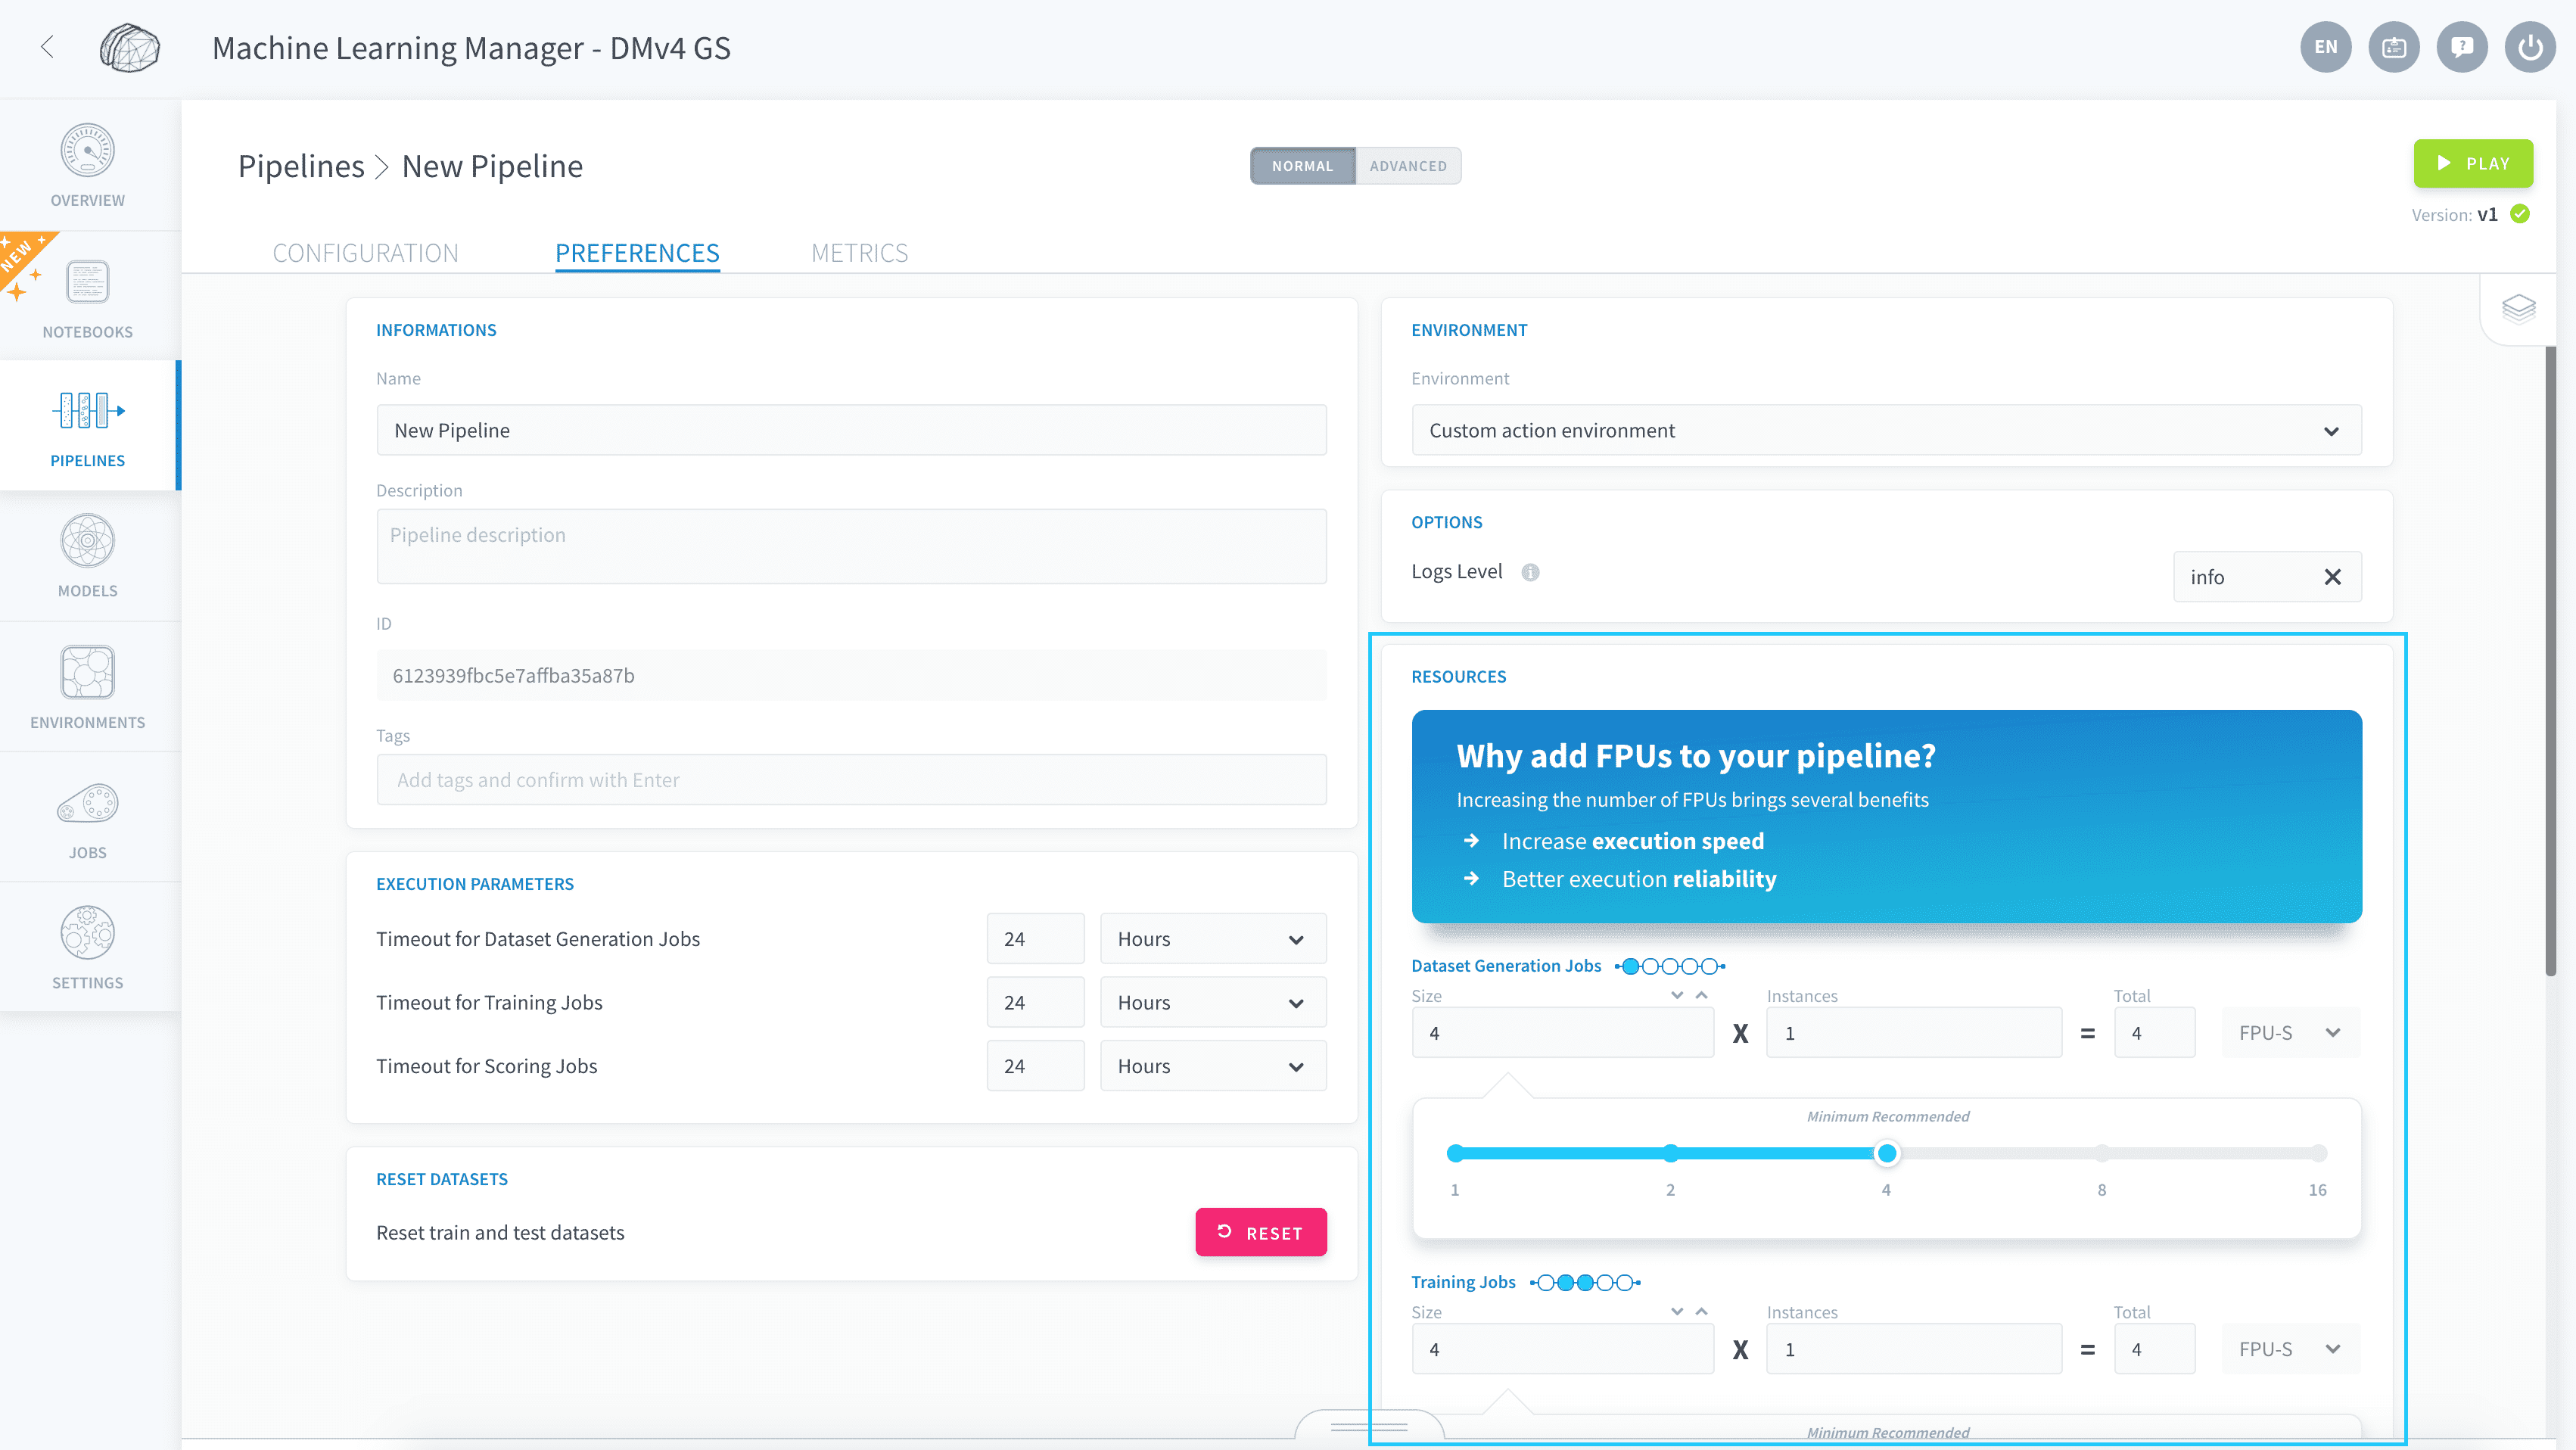 Machine Learning Manager - DMv4 GS
EN
OVERVIEW
NEW
NOTEBOOKS
PIPELINES
MODELS
ENVIRONMENTS
JOBS
SETTINGS
Pipelines > New Pipeline
NORMAL
ADVANCED
PLAY
Version: v1
CONFIGURATION
PREFERENCES
METRICS
INFORMATIONS
Name
New Pipeline
Description
Pipeline description
ID
6123939fbc5e7affba35a87b
Tags
Add tags and confirm with Enter
EXECUTION PARAMETERS
Timeout for Dataset Generation Jobs 24 Hours
Timeout for Training Jobs 24 Hours
Timeout for Scoring Jobs 24 Hours
RESET DATASETS
Reset train and test datasets
RESET
ENVIRONMENT
Environment
Custom action environment
OPTIONS
Logs Level
info
RESOURCES
Why add FPUs to your pipeline?
Increasing the number of FPUs brings several benefits
→ Increase execution speed
→ Better execution reliability
Dataset Generation Jobs
Size Instances Total
4 X 1 = 4 FPU-S
Minimum Recommended
1 2 4 8 16
Training Jobs
Size Instances Total
4 X 1 = 4 FPU-S
Minimum Recommended